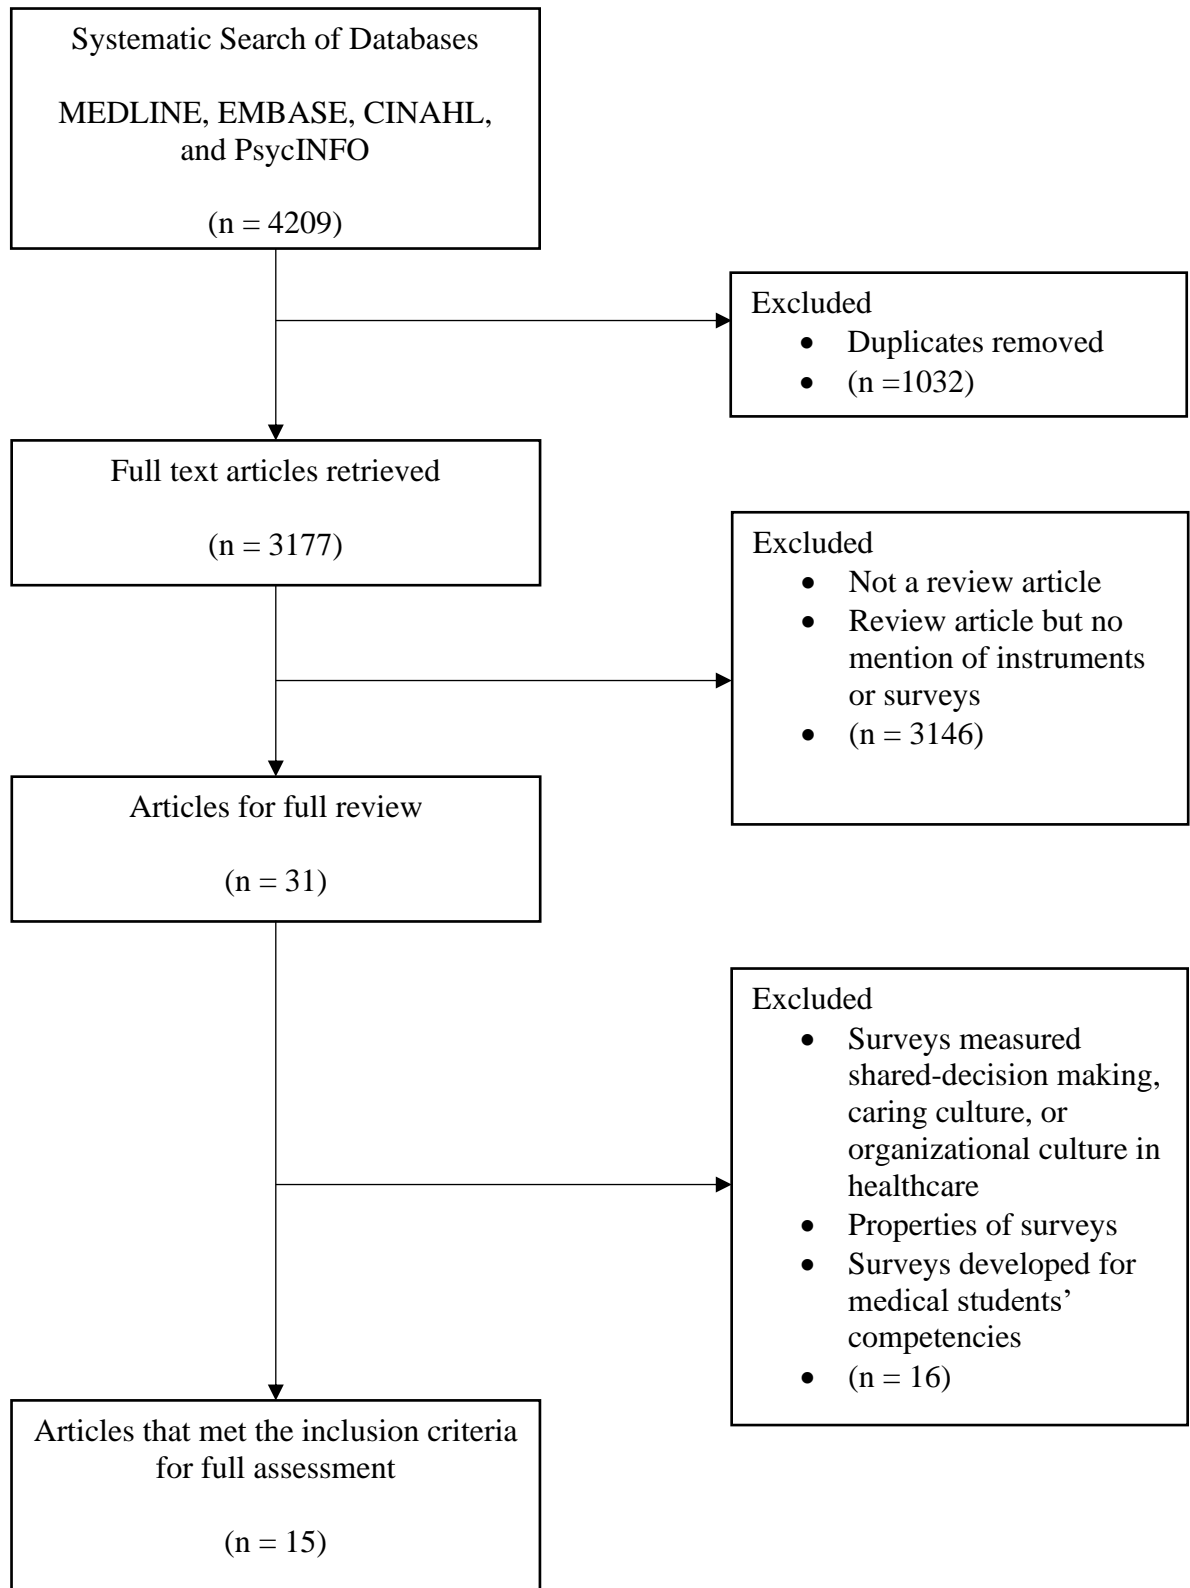 Systematic Search of Databases
MEDLINE, EMBASE, CINAHL,
and PsycINFO
(n = 4209)
Excluded
• Duplicates removed
• (n =1032)
Full text articles retrieved
(n = 3177)
Excluded
• Not a review article
• Review article but no
mention of instruments
or surveys
• (n = 3146)
Articles for full review
(n = 31)
Excluded
• Surveys measured
shared-decision making,
caring culture, or
organizational culture in
healthcare
• Properties of surveys
• Surveys developed for
medical students’
competencies
• (n = 16)
Articles that met the inclusion criteria
for full assessment
(n = 15)